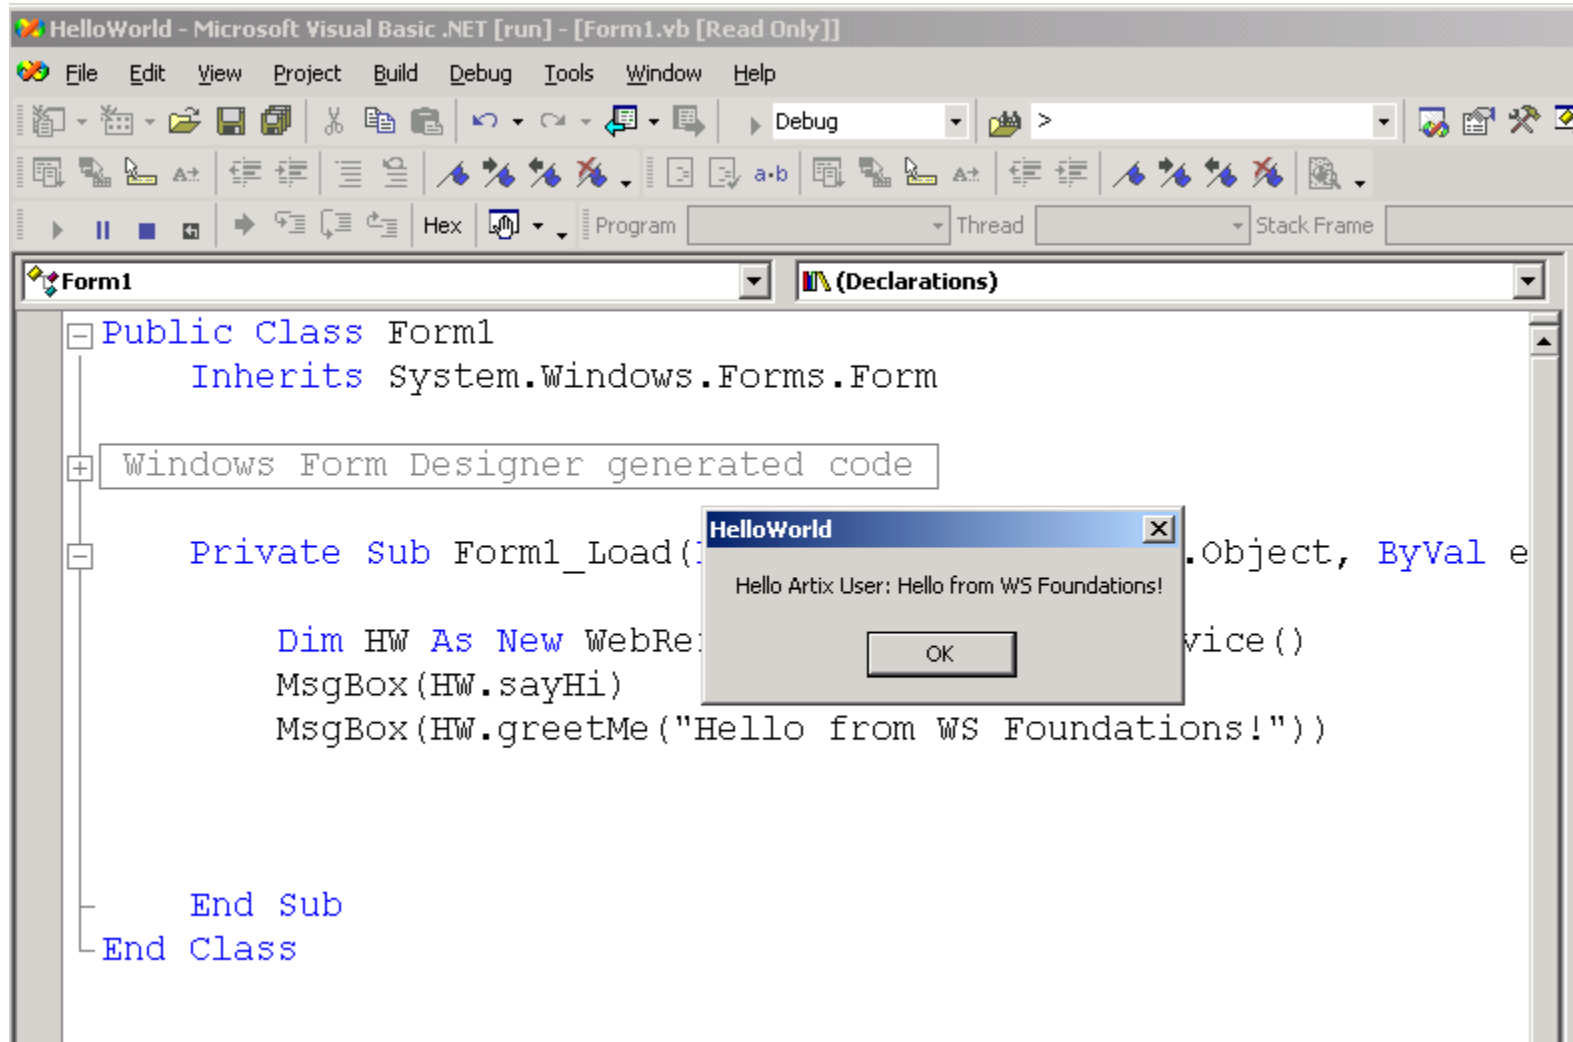 HelloWorld - Microsoft Visual Basic .NET [run] - [Form1.vb [Read Only]]
File Edit View Project Build Debug Tools Window Help
Debug >
a·b
Hex Program Thread Stack Frame
Form1 (Declarations)
Public Class Form1
Inherits System.Windows.Forms.Form
Windows Form Designer generated code
Private Sub Form1_Load( .Object, ByVal e
Dim HW As New WebRe vice()
MsgBox(HW.sayHi)
MsgBox(HW.greetMe("Hello from WS Foundations!"))
End Sub
End Class
HelloWorld
Hello Artix User: Hello from WS Foundations!
OK